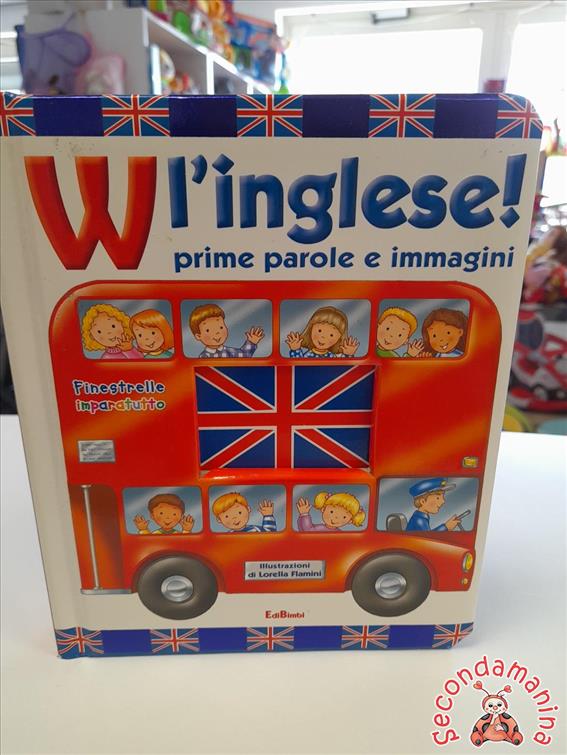 W l'inglese!
prime parole e immagini
Finestrelle
imparatutto
Illustrazioni
di Lorella Flamini
EdiBimbi
Secondamanina